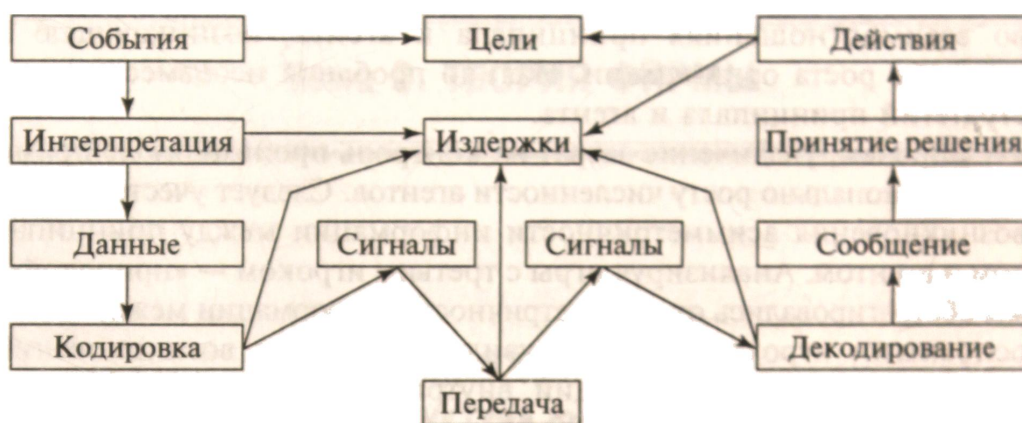 События Цели Действия
Интерпретация Издержки Принятие решения
Данные Сигналы Сигналы Сообщение
Кодировка Декодирование
Передача